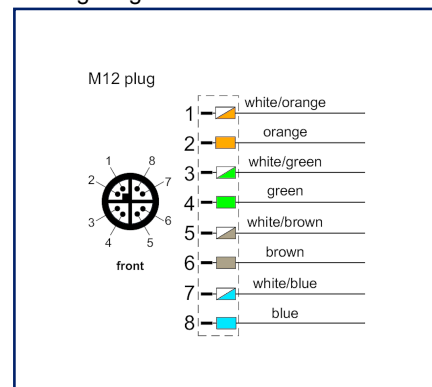 M12 plug
1 white/orange
2 orange
3 white/green
4 green
5 white/brown
6 brown
7 white/blue
8 blue
1 8
2 7
3 6
4 5
front